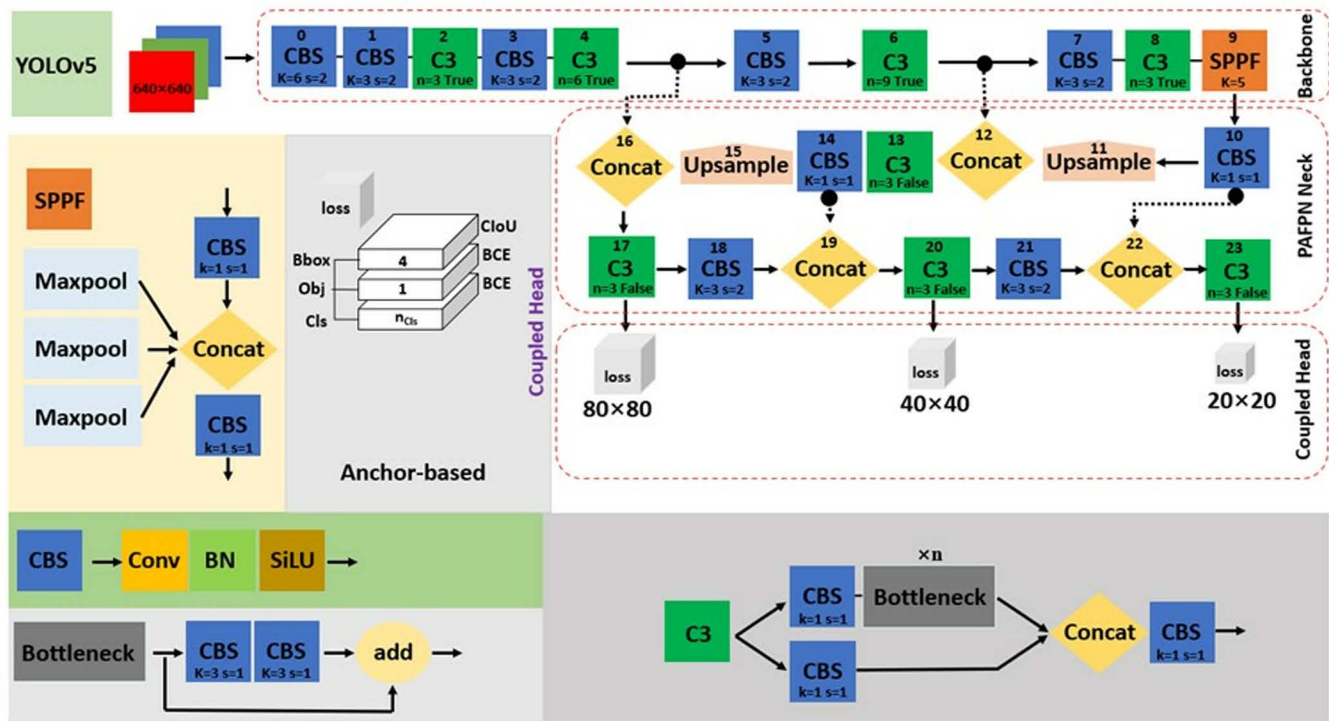 YOLOv5
640×640
0
CBS
K=6 s=2
1
CBS
K=3 s=2
2
C3
n=3 True
3
CBS
K=3 s=2
4
C3
n=6 True
5
CBS
K=3 s=2
6
C3
n=9 True
7
CBS
K=3 s=2
8
C3
n=3 True
9
SPPF
K=5
Backbone
16
Concat
15
Upsample
14
CBS
K=1 s=1
13
C3
n=3 False
12
Concat
11
Upsample
10
CBS
K=1 s=1
17
C3
n=3 False
18
CBS
K=3 s=2
19
Concat
20
C3
n=3 False
21
CBS
K=3 s=2
22
Concat
23
C3
n=3 False
PAFPN Neck
loss
80×80
loss
40×40
loss
20×20
Coupled Head
SPPF
CBS
k=1 s=1
Maxpool
Maxpool
Maxpool
Concat
CBS
k=1 s=1
loss
CIoU
Bbox
4
BCE
Obj
1
BCE
Cls
nCls
Coupled Head
Anchor-based
CBS
Conv
BN
SiLU
Bottleneck
CBS
K=3 s=1
CBS
K=3 s=1
add
C3
×n
CBS
k=1 s=1
Bottleneck
CBS
k=1 s=1
Concat
CBS
k=1 s=1